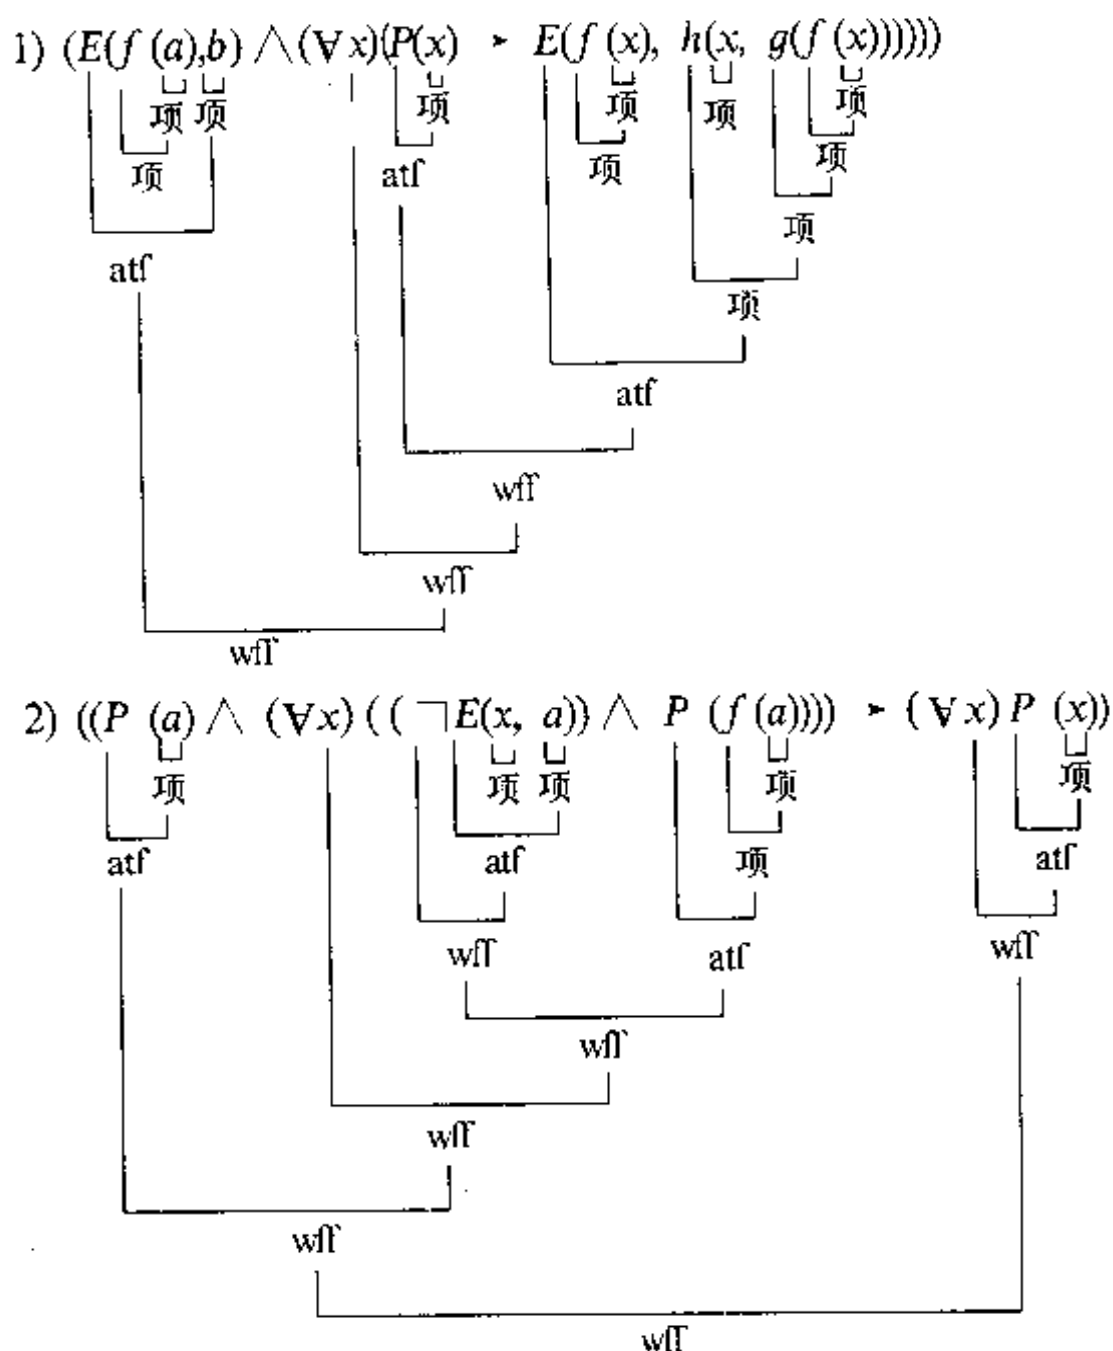 1) (E(f (a),b) ∧(∀x)(P(x) ➤ E(f (x), h(x, g(f (x))))))
项 项 项 项 项 项
项 atf 项 项
项
atf
项
atf
wff
wff
wff
2) ((P (a)∧ (∀x) ((¬E(x, a))∧ P (f (a)))) ➤ (∀x) P (x))
项 项 项 项 项
atf atf 项 atf
wff atf wff
wff
wff
wff
wff